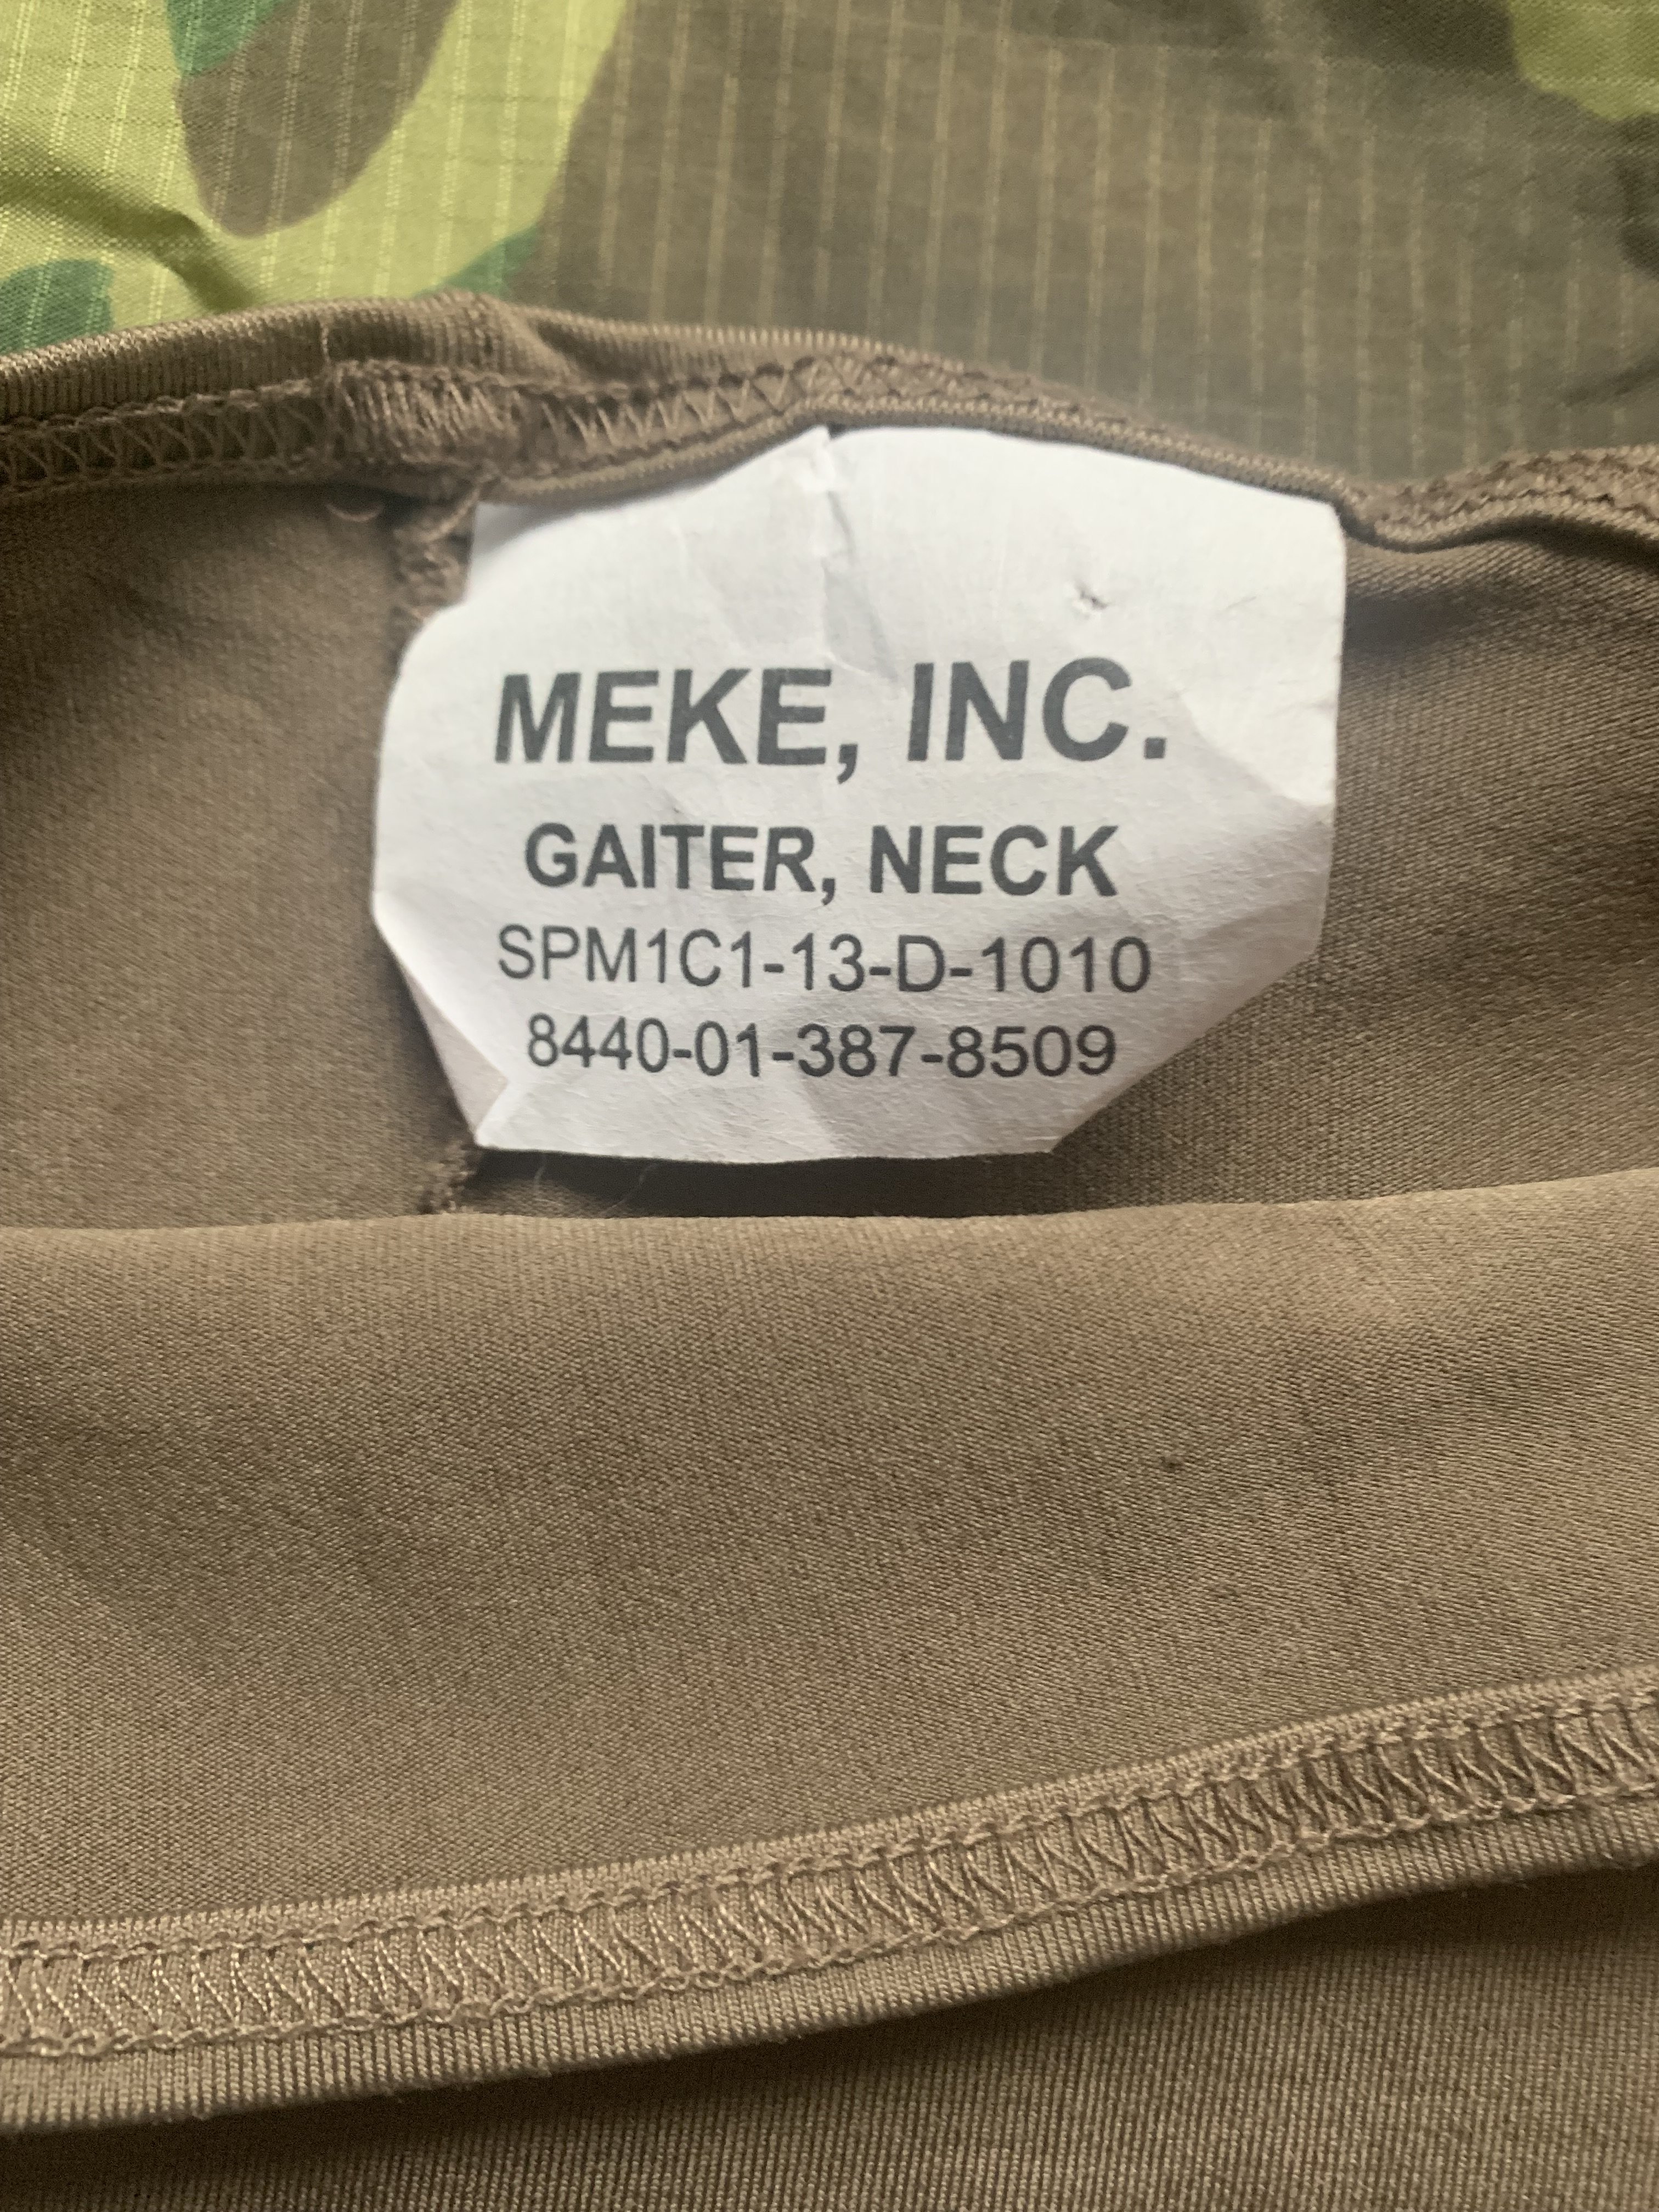 MEKE, INC.
GAITER, NECK
SPM1C1-13-D-1010
8440-01-387-8509